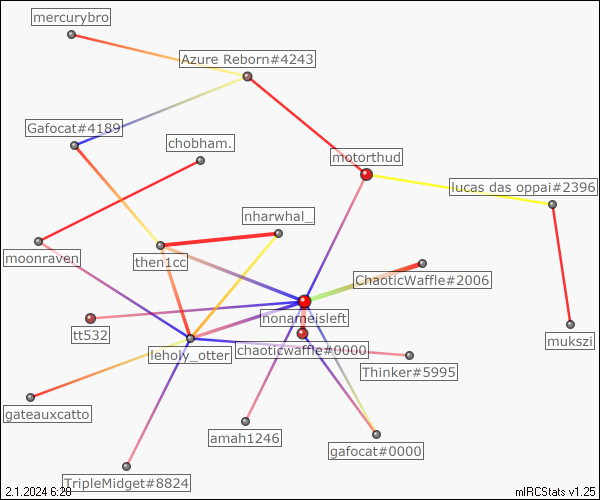 mercurybro
Azure Reborn#4243
Gafocat#4189
chobham.
motorthud
lucas das oppai#2396
nharwhal_
moonraven
then1cc
ChaoticWaffle#2006
nonameisleft
tt532
mukszi
leholy_otter
chaoticwaffle#0000
Thinker#5995
gateauxcatto
amah1246
gafocat#0000
TripleMidget#8824
2.1.2024 6:28
mIRCStats v1.25